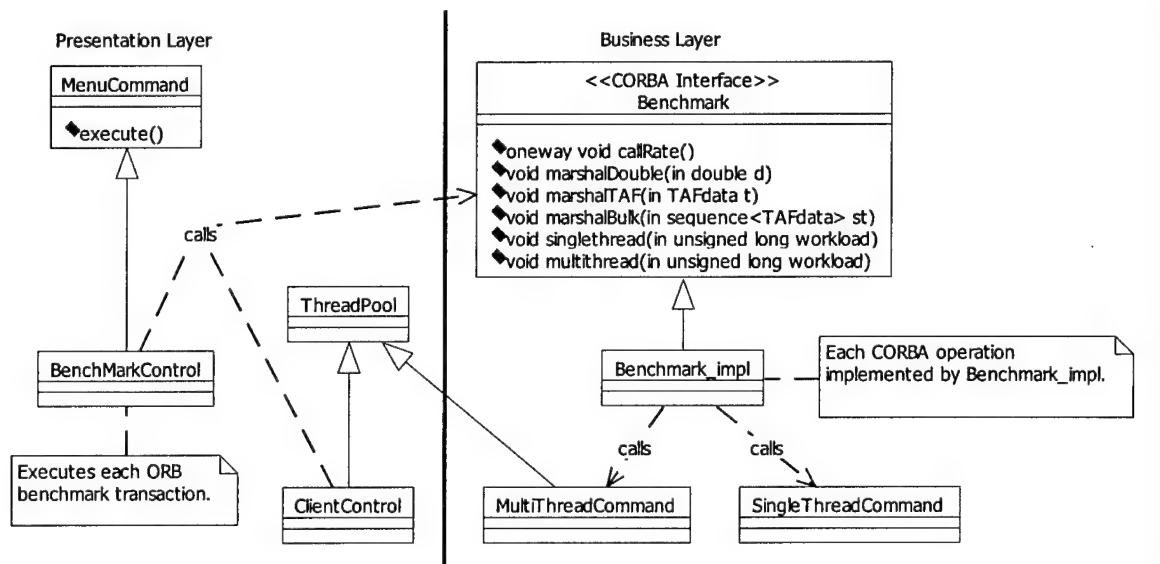 Presentation Layer
Business Layer
MenuCommand
execute()
<<CORBA Interface>>
Benchmark
oneway void callRate()
void marshalDouble(in double d)
void marshalTAF(in TAFdata t)
void marshalBulk(in sequence<TAFdata> st)
void singlethread(in unsigned long workload)
void multithread(in unsigned long workload)
calls
ThreadPool
BenchMarkControl
Benchmark_impl
Each CORBA operation
implemented by Benchmark_impl.
calls
calls
Executes each ORB
benchmark transaction.
ClientControl
MultiThreadCommand
SingleThreadCommand